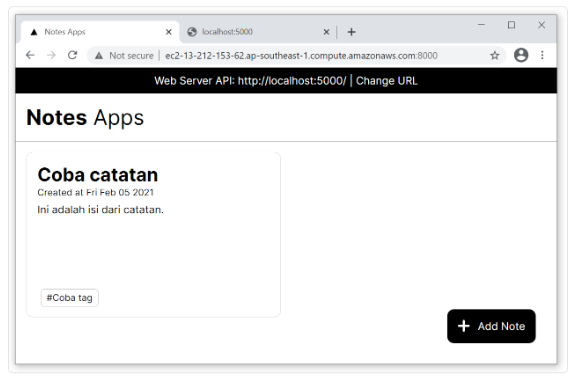 Notes Apps
localhost:5000
Not secure | ec2-13-212-153-62.ap-southeast-1.compute.amazonaws.com:8000
Web Server API: http://localhost:5000/ | Change URL
Notes Apps
Coba catatan
Created at Fri Feb 05 2021
Ini adalah isi dari catatan.
#Coba tag
+ Add Note